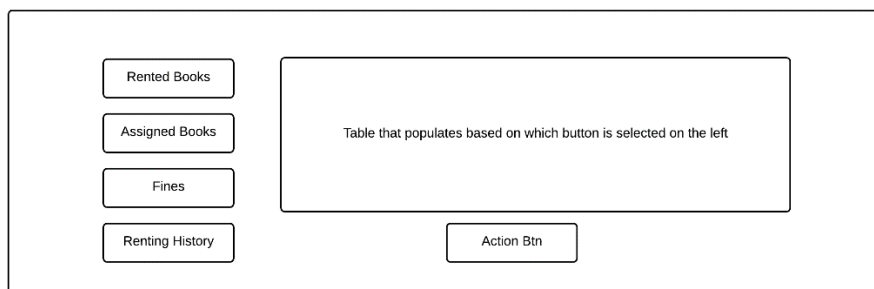 Rented Books
Assigned Books
Fines
Renting History
Table that populates based on which button is selected on the left
Action Btn